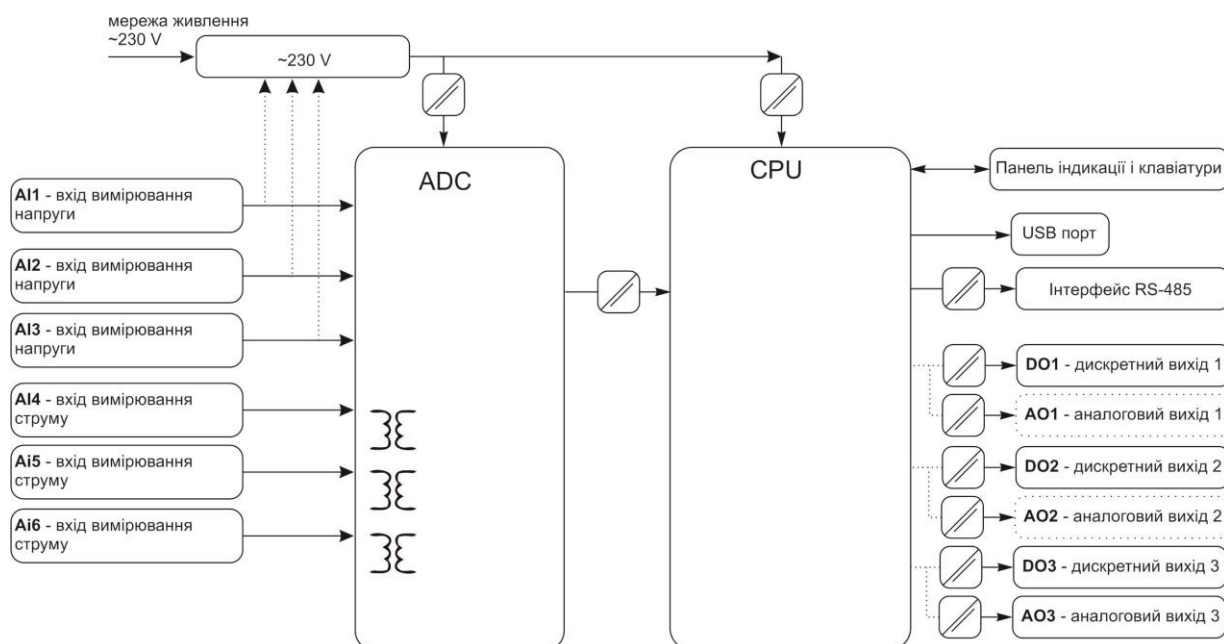 мережа живлення
~230 V
~230 V
ADC
CPU
AI1 - вхід вимірювання
напруги
AI2 - вхід вимірювання
напруги
AI3 - вхід вимірювання
напруги
AI4 - вхід вимірювання
струму
Ai5 - вхід вимірювання
струму
Ai6 - вхід вимірювання
струму
Панель індикації і клавіатури
USB порт
Інтерфейс RS-485
DO1 - дискретний вихід 1
AO1 - аналоговий вихід 1
DO2 - дискретний вихід 2
AO2 - аналоговий вихід 2
DO3 - дискретний вихід 3
AO3 - аналоговий вихід 3